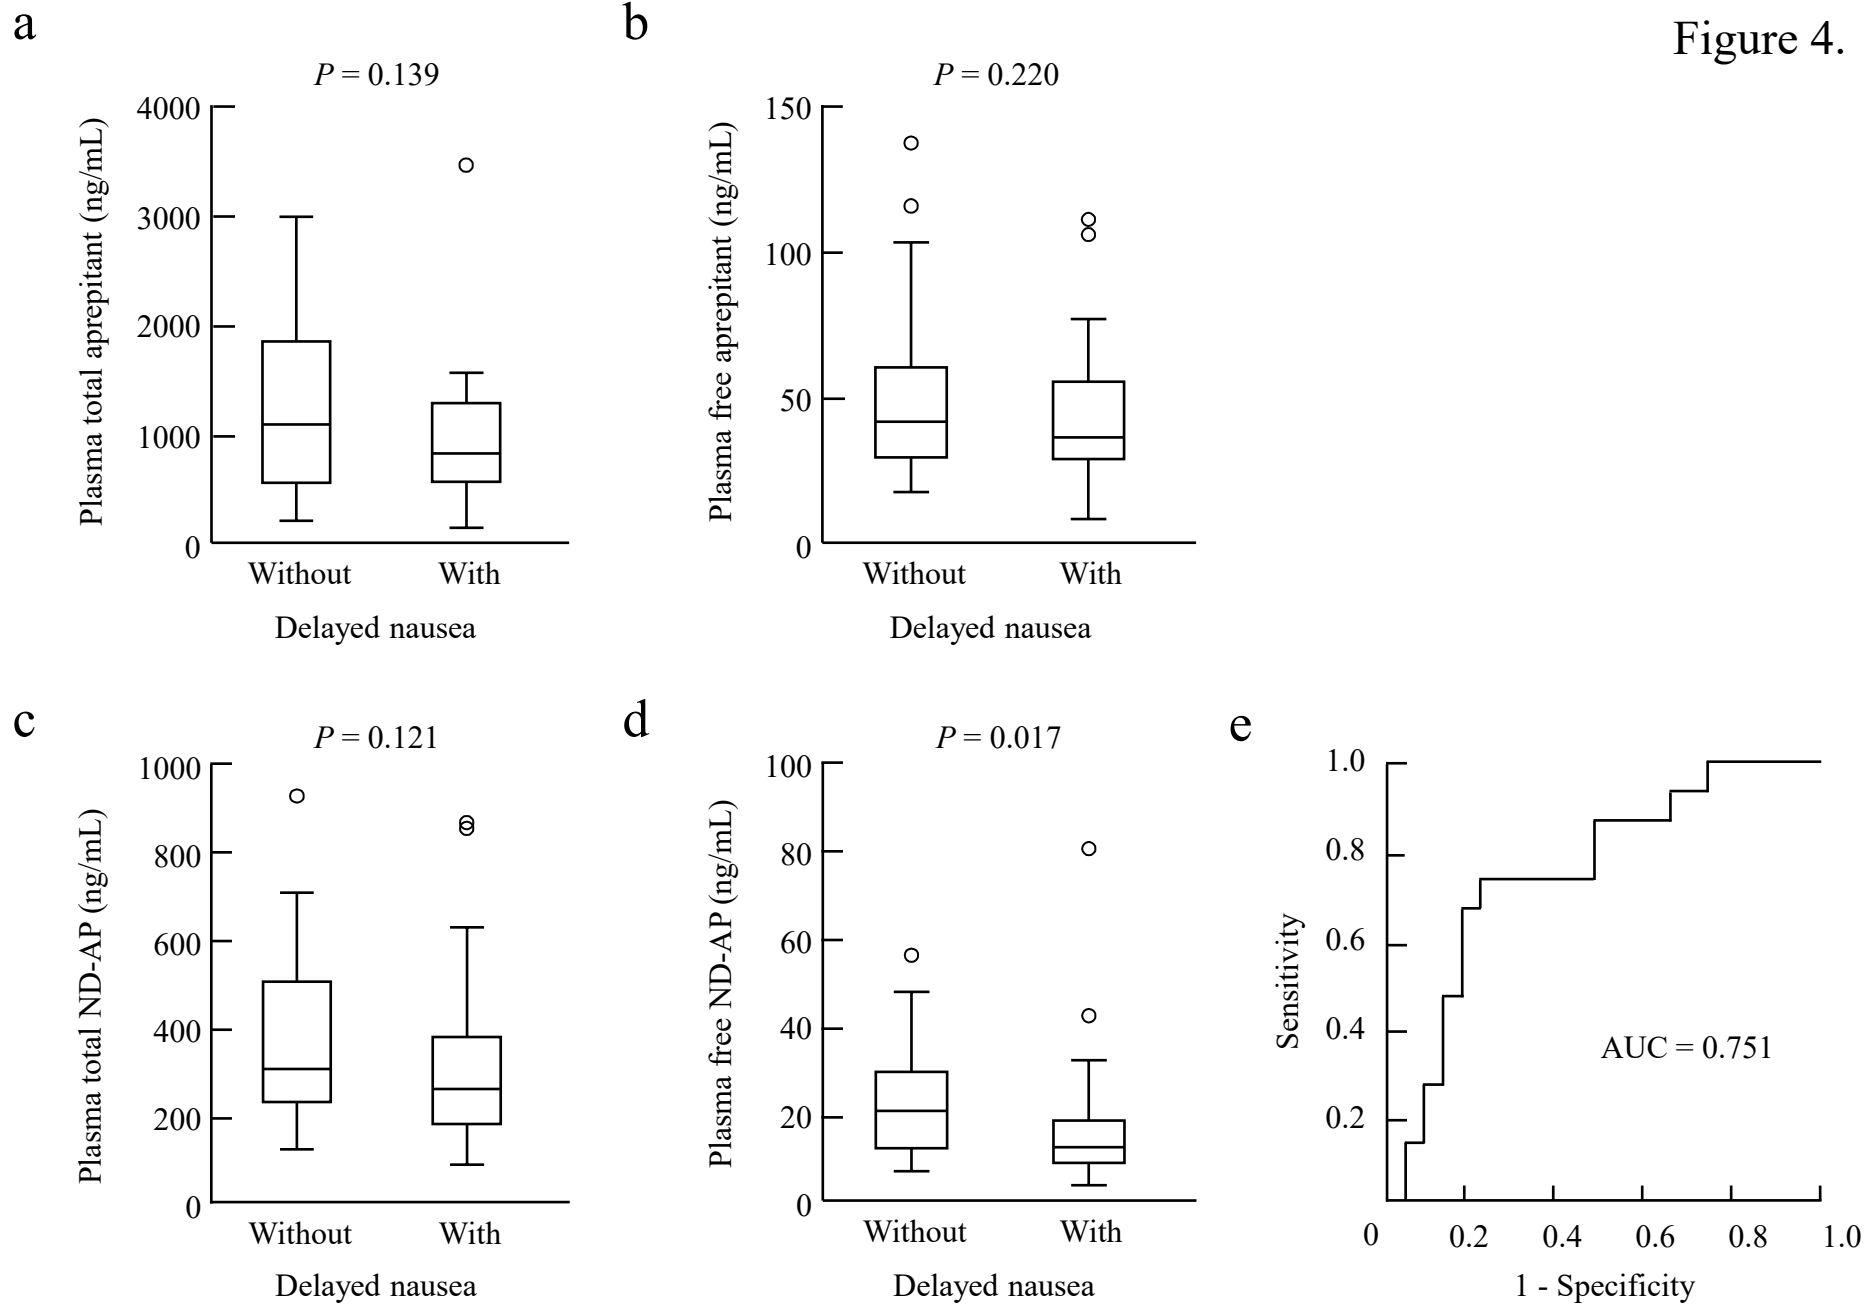 Figure 4.
a
P = 0.139
Plasma total aprepitant (ng/mL)
4000
3000
2000
1000
0
Without
With
Delayed nausea
b
P = 0.220
Plasma free aprepitant (ng/mL)
150
100
50
0
Without
With
Delayed nausea
c
P = 0.121
Plasma total ND-AP (ng/mL)
1000
800
600
400
200
0
Without
With
Delayed nausea
d
P = 0.017
Plasma free ND-AP (ng/mL)
100
80
60
40
20
0
Without
With
Delayed nausea
e
Sensitivity
1.0
0.8
0.6
0.4
0.2
AUC = 0.751
0 0.2 0.4 0.6 0.8 1.0
1 - Specificity